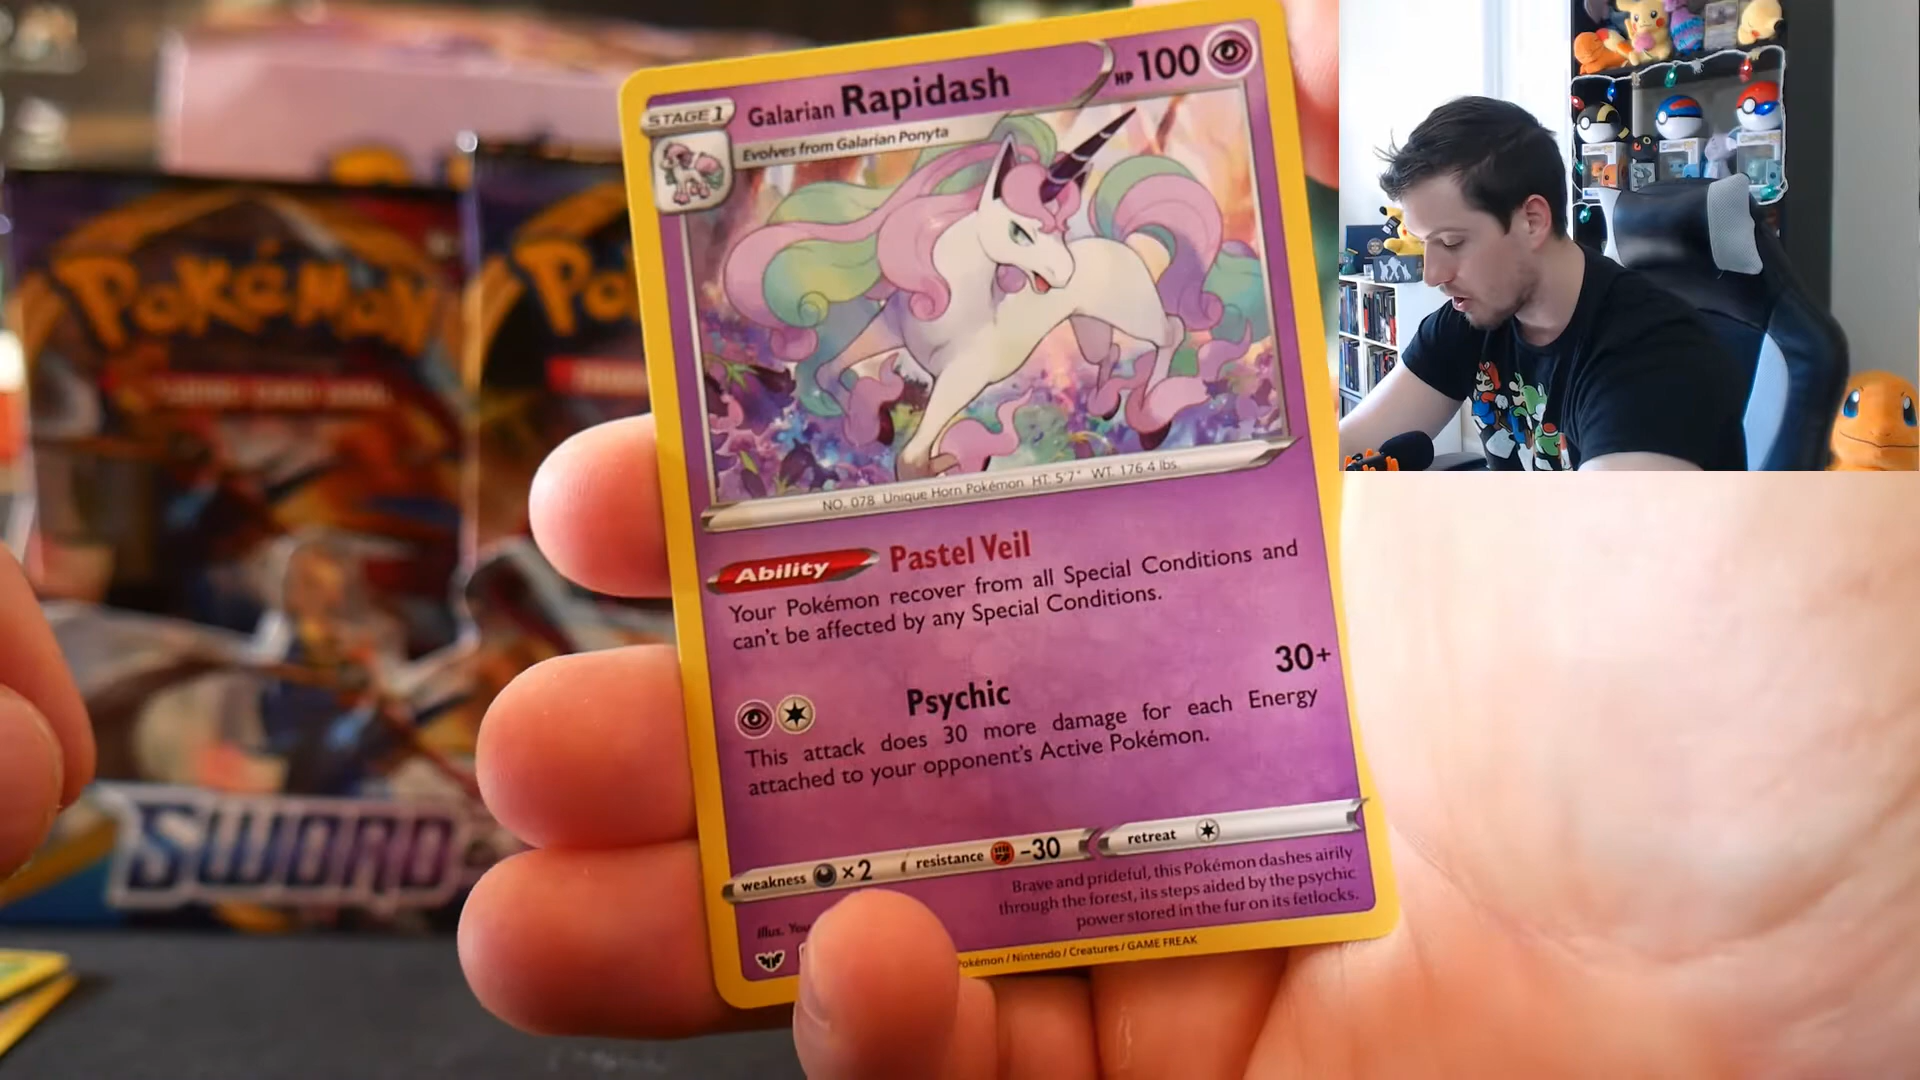 Pokémon
Po
SWORD
STAGE 1
Galarian Rapidash
HP 100
Evolves from Galarian Ponyta
NO. 078 Unique Horn Pokémon HT. 5'7" WT. 176.4 lbs.
Ability Pastel Veil
Your Pokémon recover from all Special Conditions and
can't be affected by any Special Conditions.
Psychic 30+
This attack does 30 more damage for each Energy
attached to your opponent's Active Pokémon.
weakness ×2 resistance -30 retreat
Brave and prideful, this Pokémon dashes airily
through the forest, its steps aided by the psychic
power stored in the fur on its fetlocks.
Illus. You
Pokémon / Nintendo / Creatures / GAME FREAK